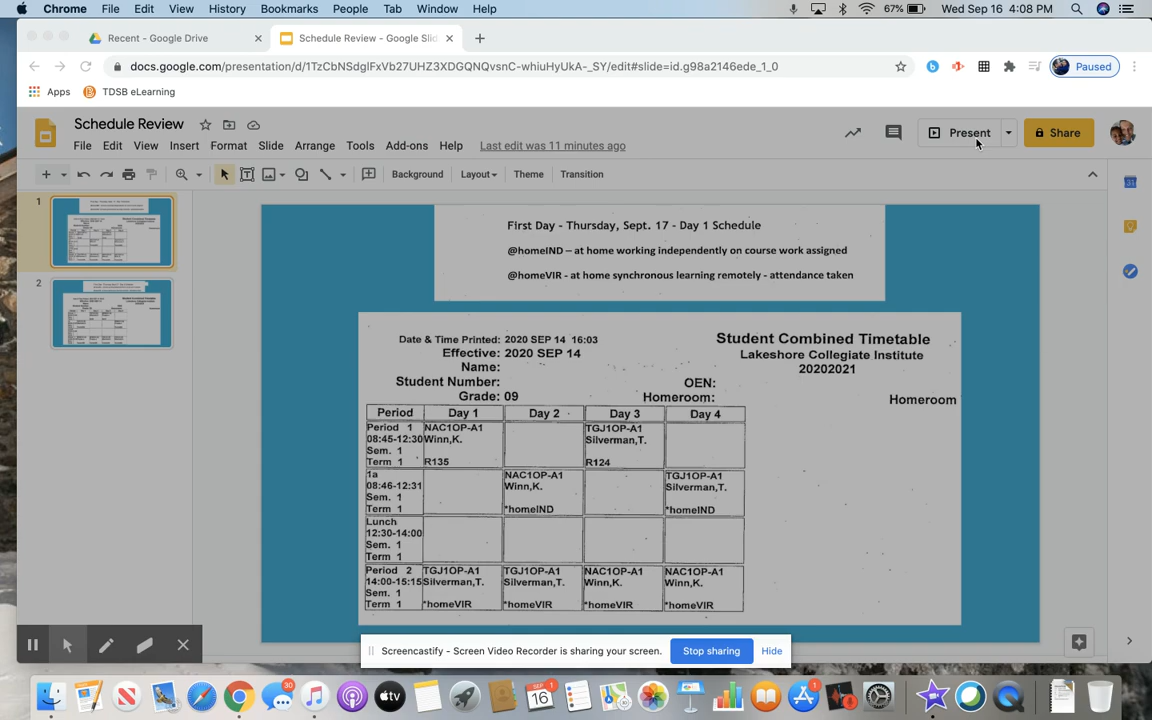 Chrome File Edit View History Bookmarks People Tab Window Help 67% Wed Sep 16 4:08 PM
Recent - Google Drive Schedule Review - Google Slid
docs.google.com/presentation/d/1TzCbNSdglFxVb27UHZ3XDGQNQvsnC-whiuHyUkA-_SY/edit#slide=id.g98a2146ede_1_0 Paused
Apps TDSB eLearning
Schedule Review
Present Share
File Edit View Insert Format Slide Arrange Tools Add-ons Help Last edit was 11 minutes ago
Background Layout Theme Transition
1
2
First Day - Thursday, Sept. 17 - Day 1 Schedule
@homeIND – at home working independently on course work assigned
@homeVIR - at home synchronous learning remotely - attendance taken
Date & Time Printed: 2020 SEP 14 16:03 Student Combined Timetable
Effective: 2020 SEP 14 Lakeshore Collegiate Institute
Name: 20202021
Student Number: OEN:
Grade: 09 Homeroom: Homeroom
Period Day 1 Day 2 Day 3 Day 4
Period 1 NAC1OP-A1 TGJ1OP-A1
08:45-12:30 Winn,K. Silverman,T.
Sem. 1
Term 1 R135 R124
1a NAC1OP-A1 TGJ1OP-A1
08:46-12:31 Winn,K. Silverman,T.
Sem. 1
Term 1 *homeIND *homeIND
Lunch
12:30-14:00
Sem. 1
Term 1
Period 2 TGJ1OP-A1 TGJ1OP-A1 NAC1OP-A1 NAC1OP-A1
14:00-15:15 Silverman,T. Silverman,T. Winn,K. Winn,K.
Sem. 1
Term 1 *homeVIR *homeVIR *homeVIR *homeVIR
Screencastify - Screen Video Recorder is sharing your screen. Stop sharing Hide
30
SEP
16
1
tv